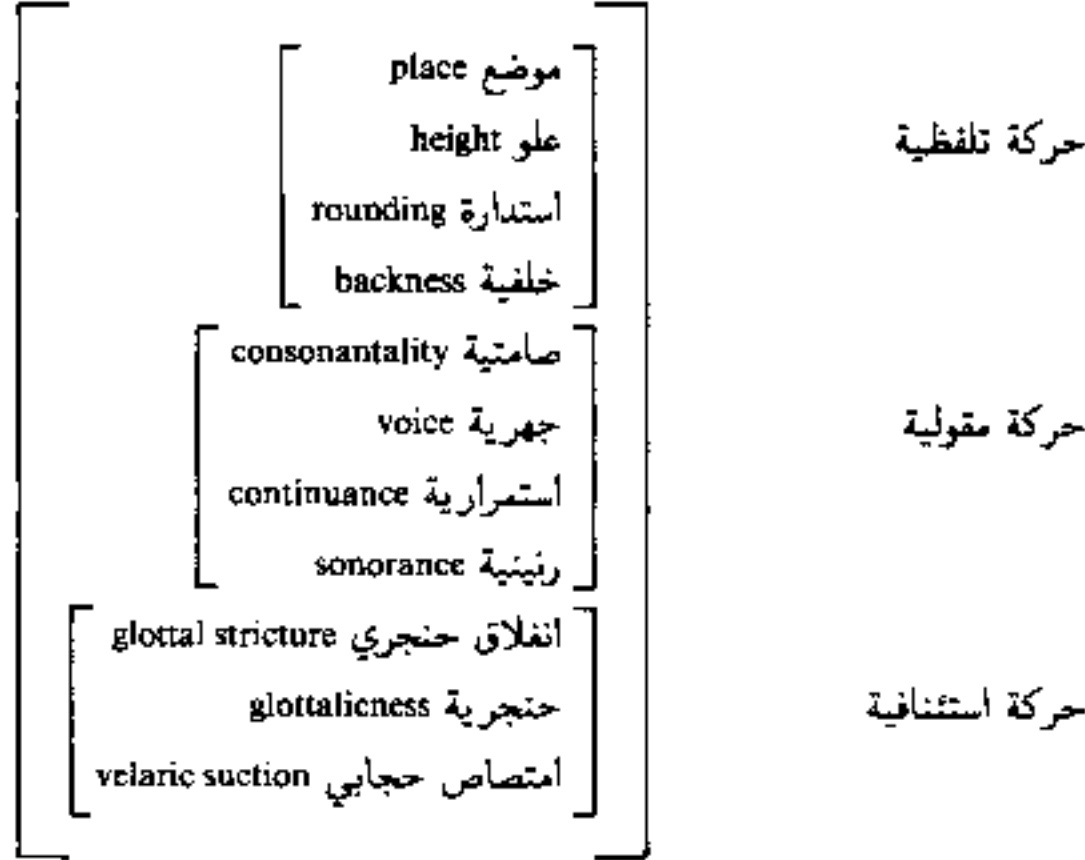 موضع place
علو height
حركة تلفظية
استدارة rounding
خلفية backness
صامتية consonantality
جهرية voice
حركة مقولية
استمرارية continuance
رنينية sonorance
انغلاق حنجري glottal stricture
حنجرية glottalicness
حركة استئنافية
امتصاص حجابي velaric suction